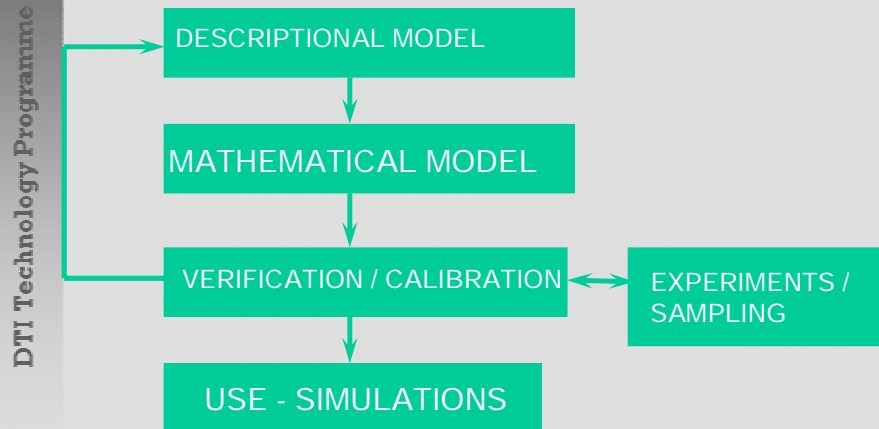 DTI Technology Programme
DESCRIPTIONAL MODEL
MATHEMATICAL MODEL
VERIFICATION / CALIBRATION
EXPERIMENTS /
SAMPLING
USE - SIMULATIONS